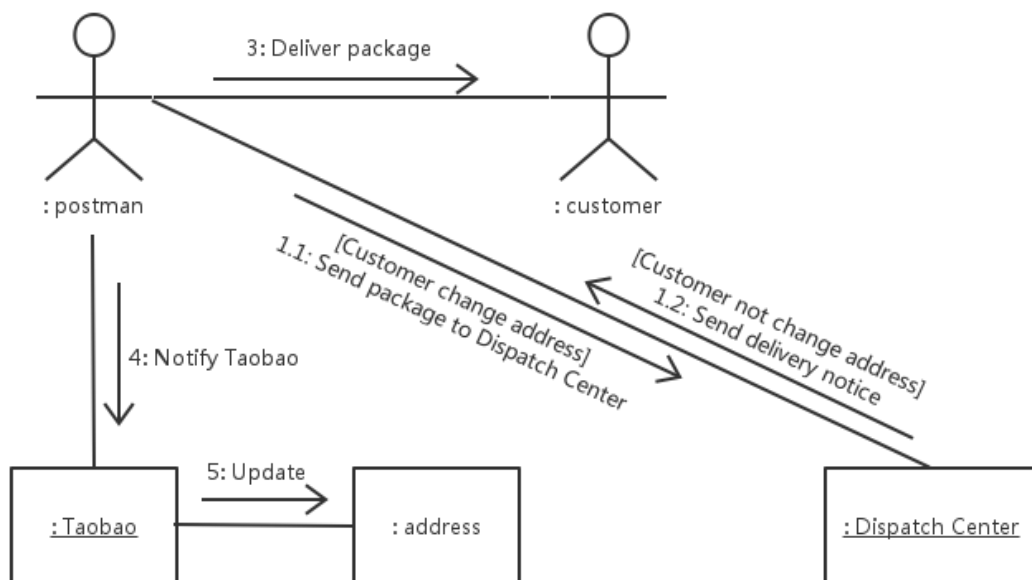 3: Deliver package
: postman
: customer
[Customer change address]
1.1: Send package to Dispatch Center
[Customer not change address]
1.2: Send delivery notice
4: Notify Taobao
5: Update
: Taobao
: address
: Dispatch Center